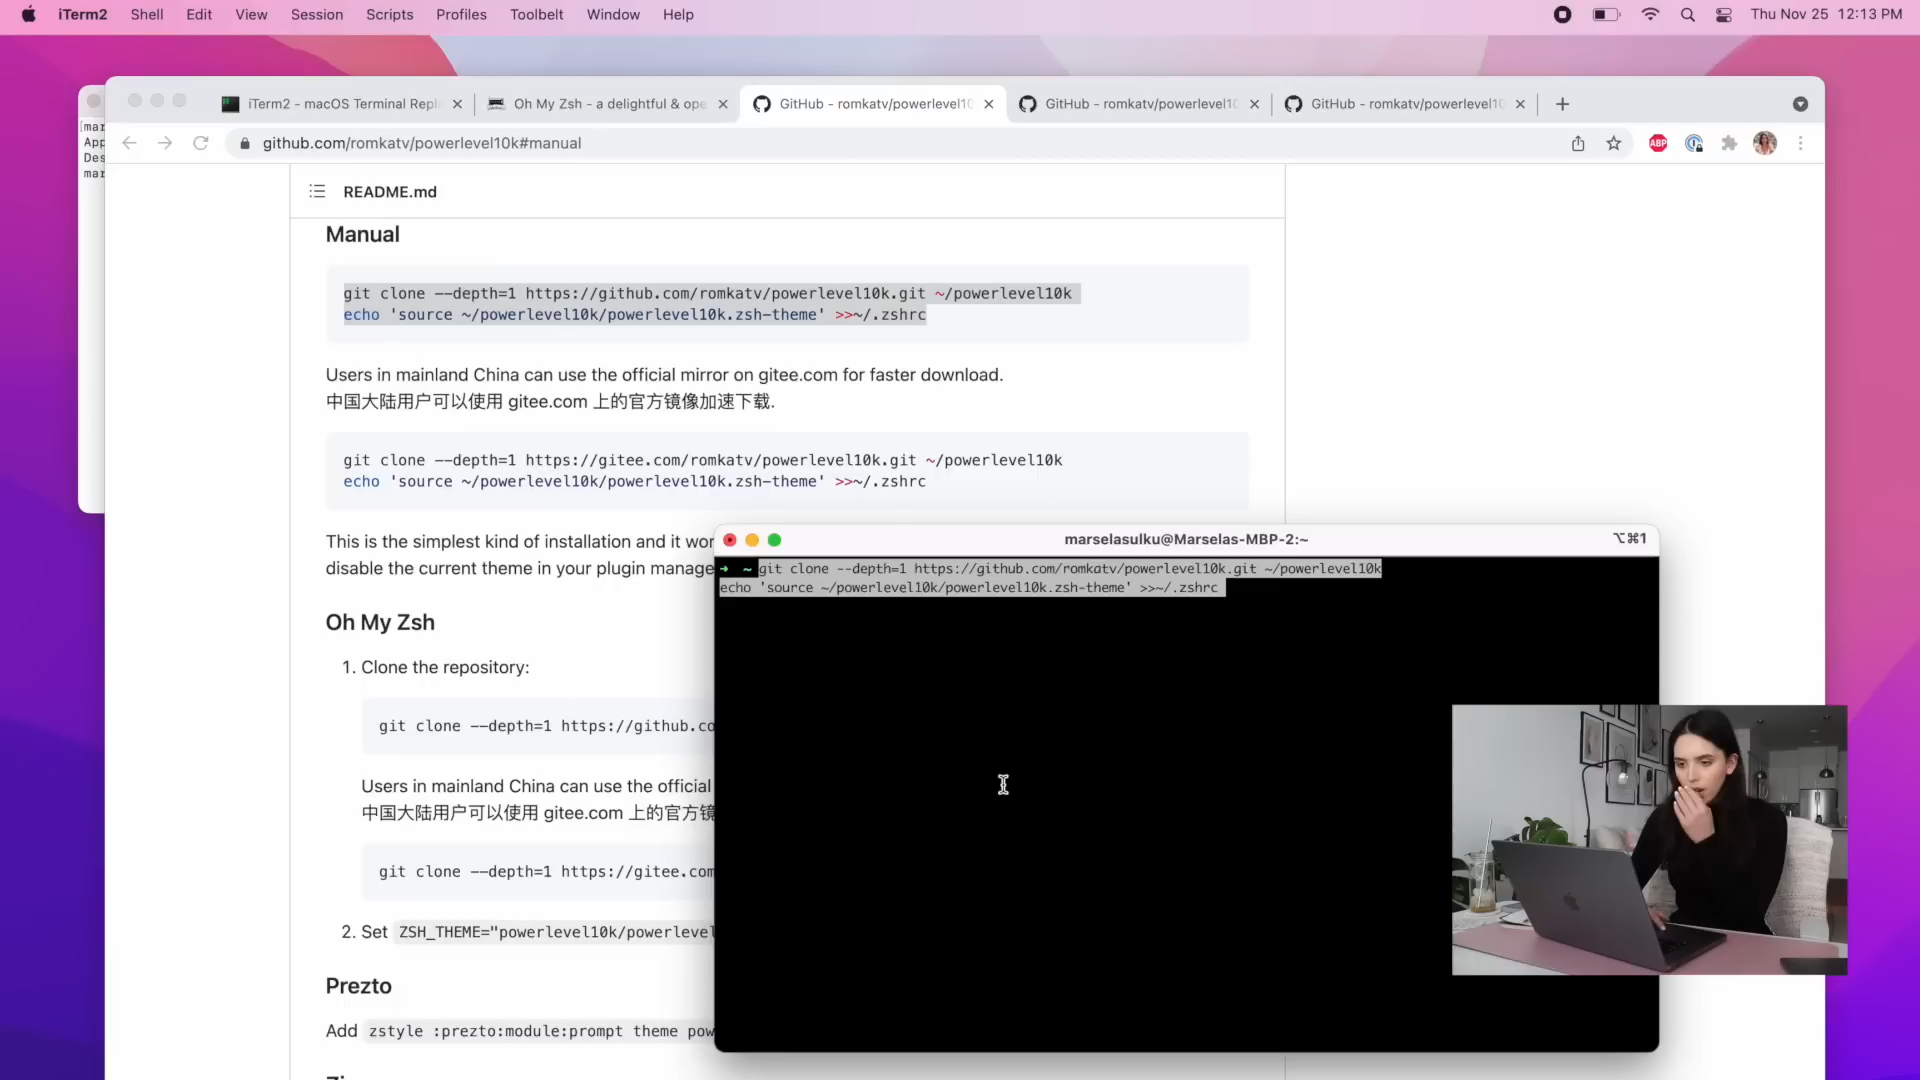 iTerm2 Shell Edit View Session Scripts Profiles Toolbelt Window Help Thu Nov 25 12:13 PM
iTerm2 - macOS Terminal Repl
Oh My Zsh - a delightful & ope
GitHub - romkatv/powerlevel10
GitHub - romkatv/powerlevel10
GitHub - romkatv/powerlevel10
github.com/romkatv/powerlevel10k#manual
ABP
[mar
App
Des
mar
README.md
Manual
git clone --depth=1 https://github.com/romkatv/powerlevel10k.git ~/powerlevel10k
echo 'source ~/powerlevel10k/powerlevel10k.zsh-theme' >>~/.zshrc
Users in mainland China can use the official mirror on gitee.com for faster download.
中国大陆用户可以使用 gitee.com 上的官方镜像加速下载.
git clone --depth=1 https://gitee.com/romkatv/powerlevel10k.git ~/powerlevel10k
echo 'source ~/powerlevel10k/powerlevel10k.zsh-theme' >>~/.zshrc
This is the simplest kind of installation and it wor
disable the current theme in your plugin manage
Oh My Zsh
1. Clone the repository:
git clone --depth=1 https://github.co
Users in mainland China can use the official
中国大陆用户可以使用 gitee.com 上的官方镜
git clone --depth=1 https://gitee.com
2. Set ZSH_THEME="powerlevel10k/powerlevel
Prezto
Add zstyle :prezto:module:prompt theme pow
marselasulku@Marselas-MBP-2:~ ⌥⌘1
➜ ~ git clone --depth=1 https://github.com/romkatv/powerlevel10k.git ~/powerlevel10k
echo 'source ~/powerlevel10k/powerlevel10k.zsh-theme' >>~/.zshrc